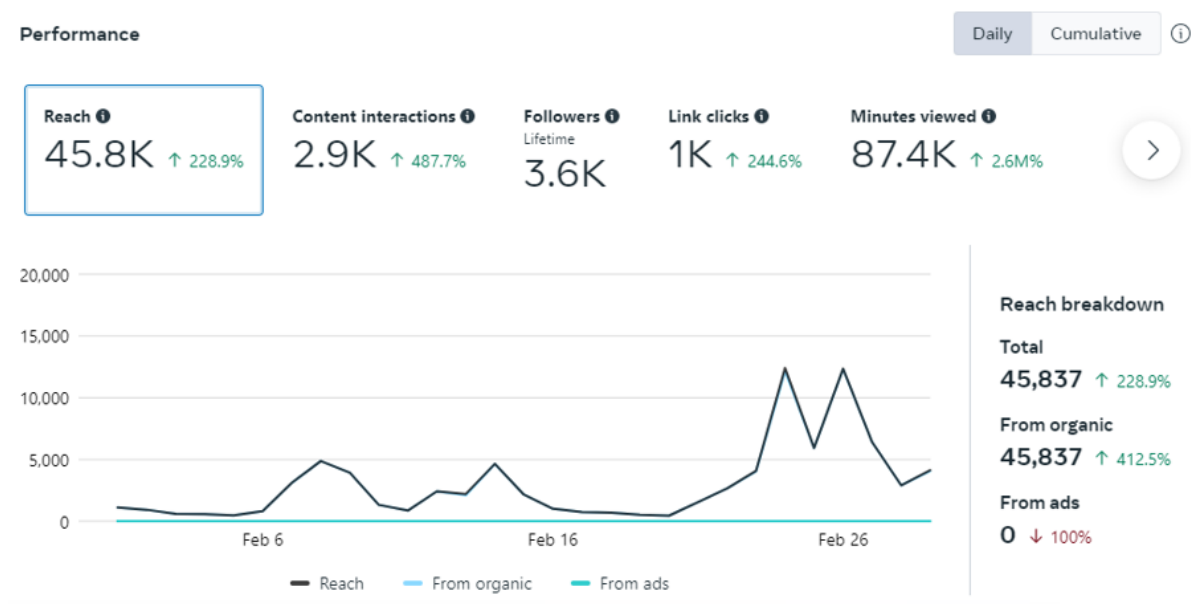 Performance
Daily Cumulative
Reach Content interactions Followers Link clicks Minutes viewed
45.8K ↑ 228.9% 2.9K ↑ 487.7% Lifetime 1K ↑ 244.6% 87.4K ↑ 2.6M%
3.6K
20,000
15,000
10,000
5,000
0
Feb 6 Feb 16 Feb 26
Reach From organic From ads
Reach breakdown
Total
45,837 ↑ 228.9%
From organic
45,837 ↑ 412.5%
From ads
0 ↓ 100%